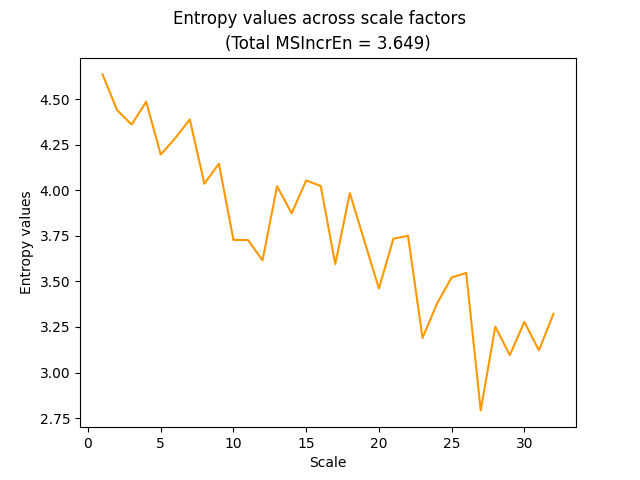 Entropy values across scale factors
(Total MSIncrEn = 3.649)
4.50
4.25
4.00
3.75
3.50
3.25
3.00
2.75
Entropy values
0 5 10 15 20 25 30
Scale